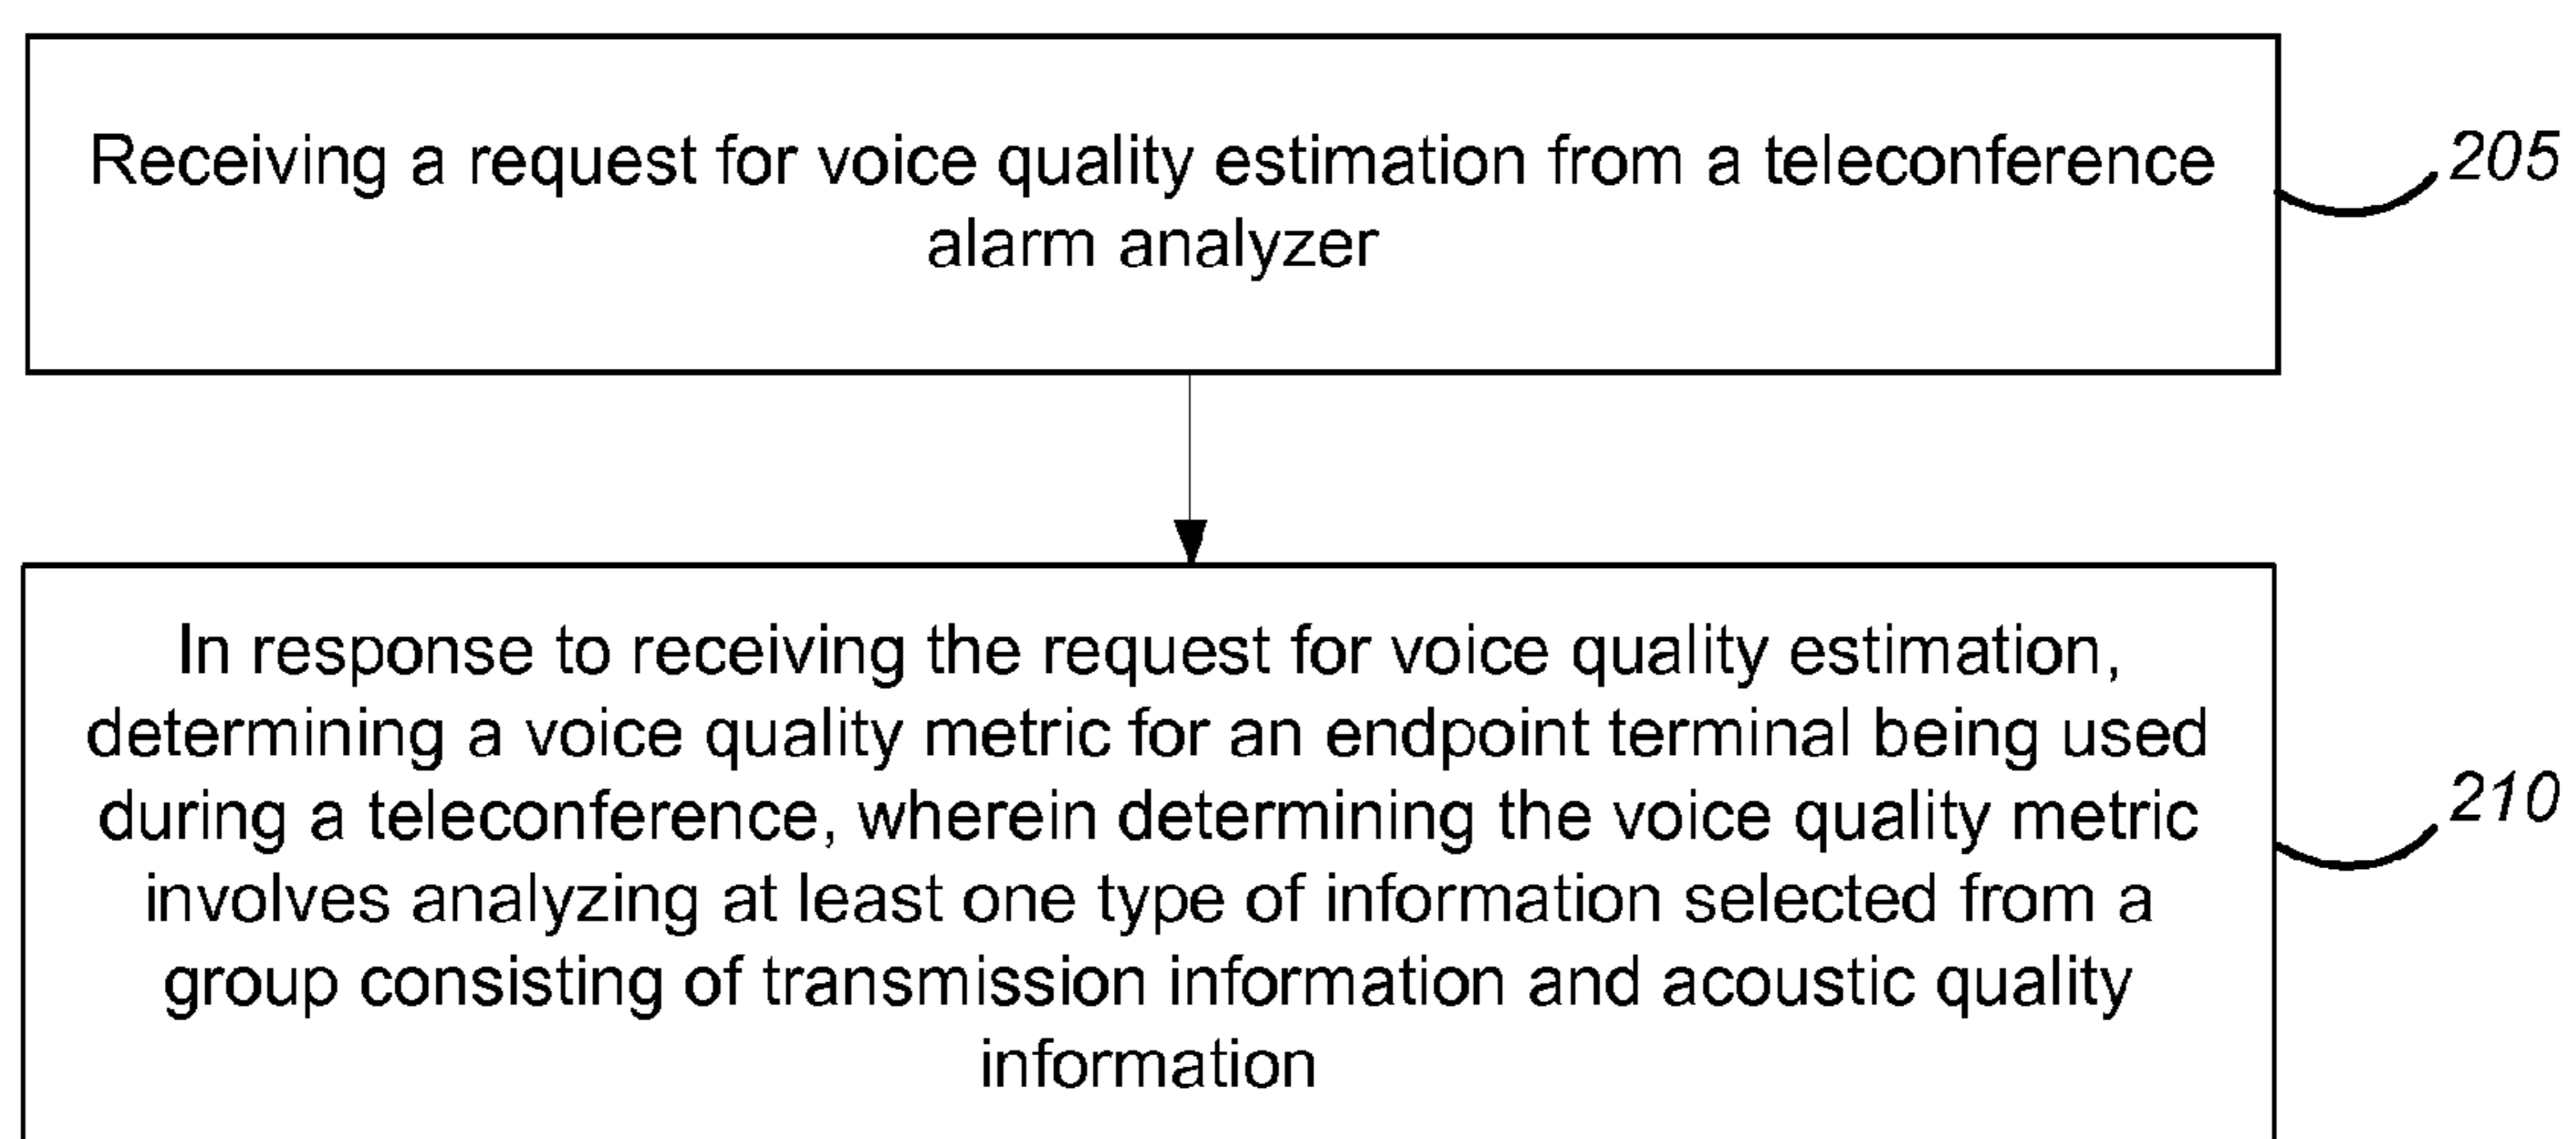 Receiving a request for voice quality estimation from a teleconference
alarm analyzer
205
In response to receiving the request for voice quality estimation,
determining a voice quality metric for an endpoint terminal being used
during a teleconference, wherein determining the voice quality metric
involves analyzing at least one type of information selected from a
group consisting of transmission information and acoustic quality
information
210